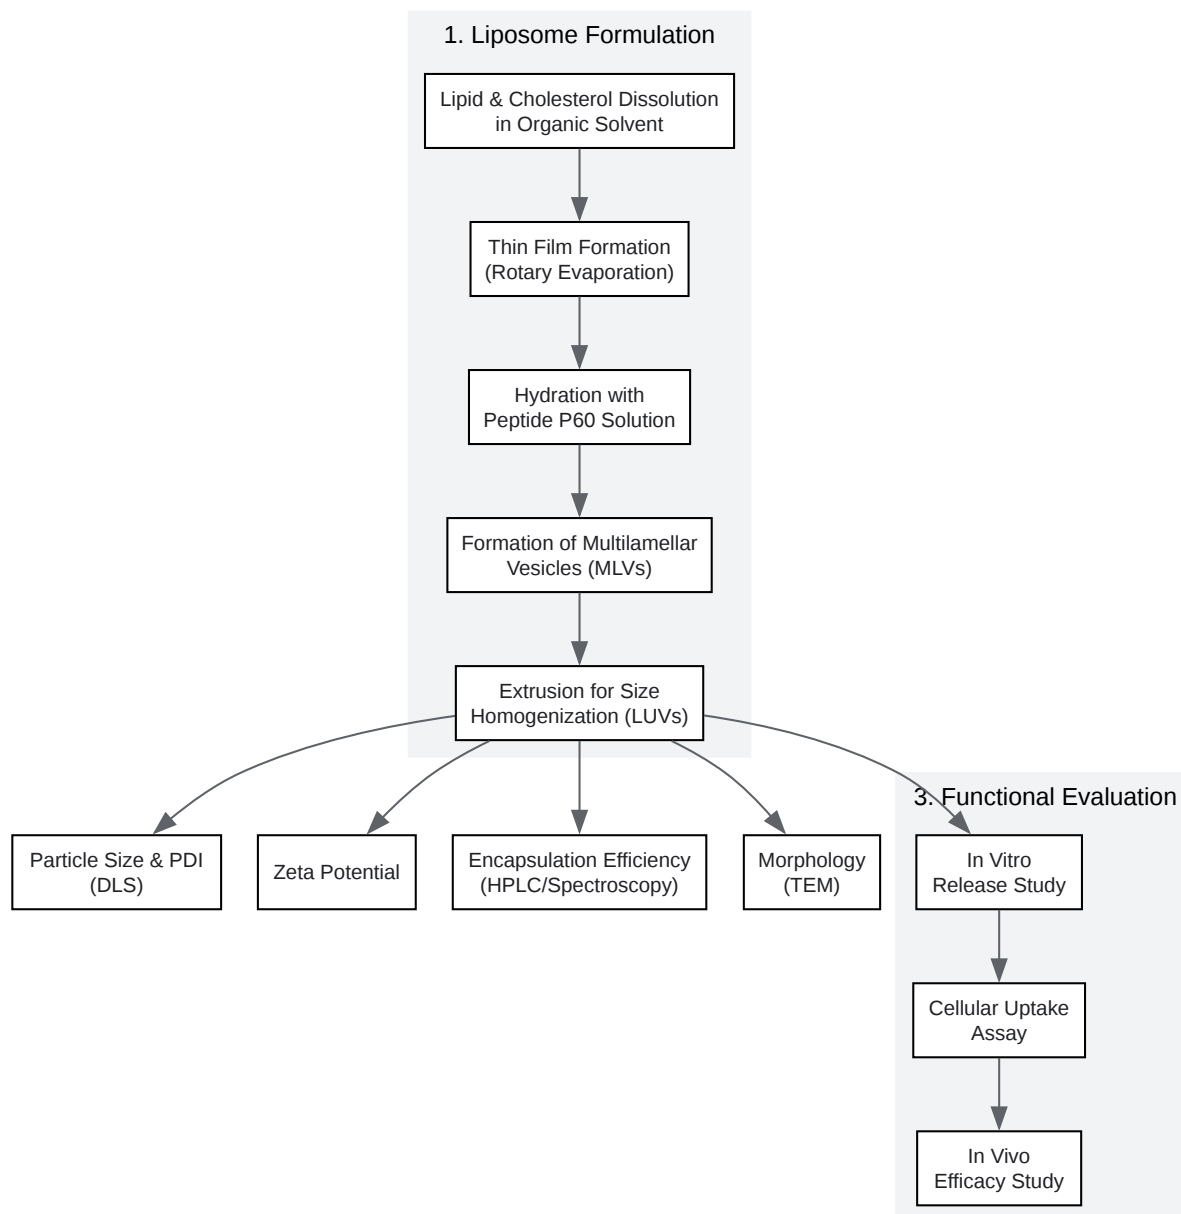 1. Liposome Formulation
Lipid & Cholesterol Dissolution
in Organic Solvent
Thin Film Formation
(Rotary Evaporation)
Hydration with
Peptide P60 Solution
Formation of Multilamellar
Vesicles (MLVs)
Extrusion for Size
Homogenization (LUVs)
Particle Size & PDI
(DLS)
Zeta Potential
Encapsulation Efficiency
(HPLC/Spectroscopy)
Morphology
(TEM)
3. Functional Evaluation
In Vitro
Release Study
Cellular Uptake
Assay
In Vivo
Efficacy Study